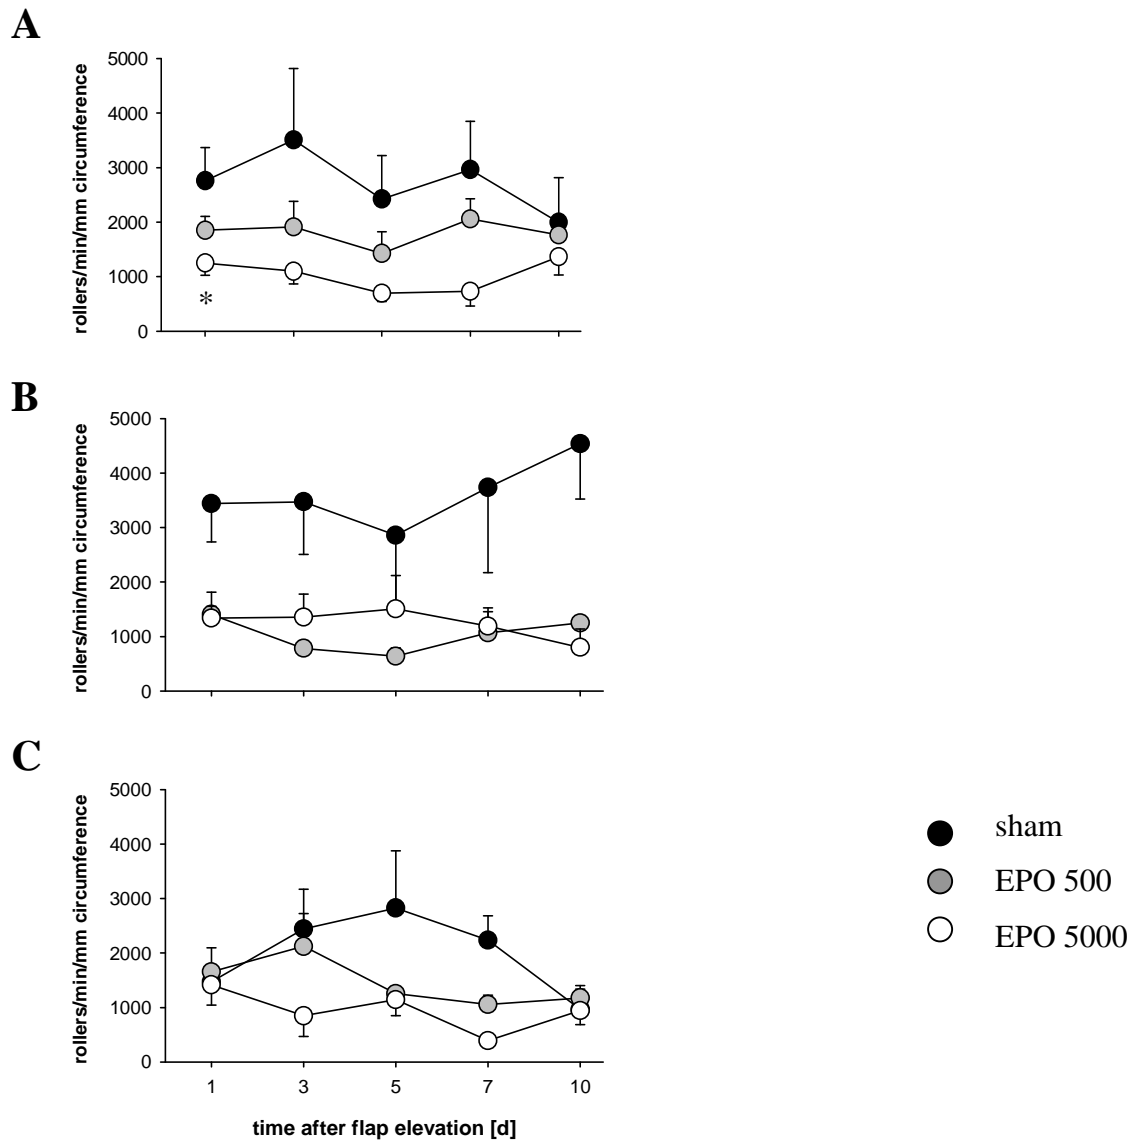 A
rollers/min/mm circumference
5000
4000
3000
2000
1000
0
*
B
rollers/min/mm circumference
5000
4000
3000
2000
1000
0
C
rollers/min/mm circumference
5000
4000
3000
2000
1000
0
1 3 5 7 10
time after flap elevation [d]
sham
EPO 500
EPO 5000